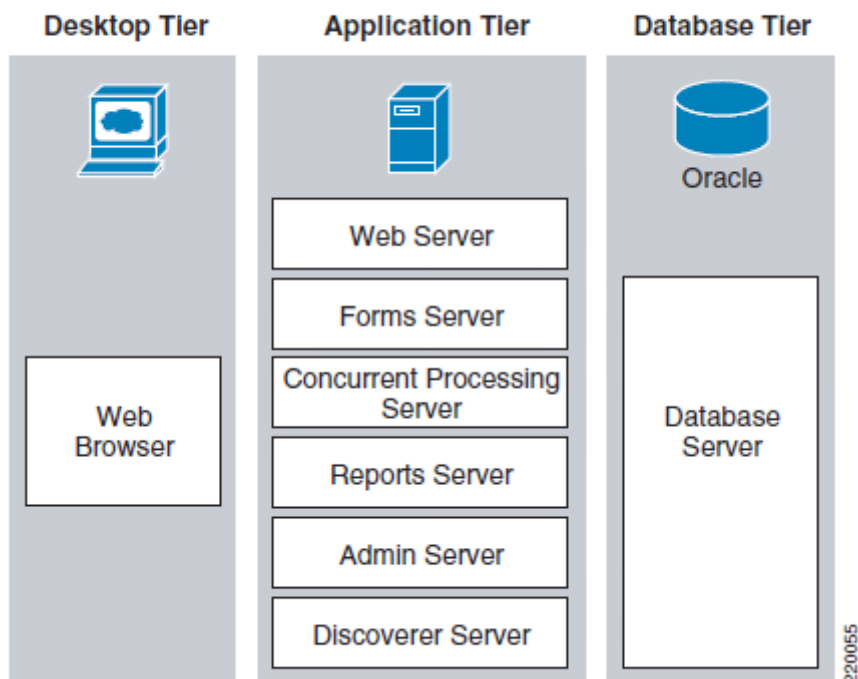 Desktop Tier
Application Tier
Database Tier
Oracle
Web Server
Forms Server
Concurrent Processing
Server
Reports Server
Admin Server
Discoverer Server
Web
Browser
Database
Server
220055